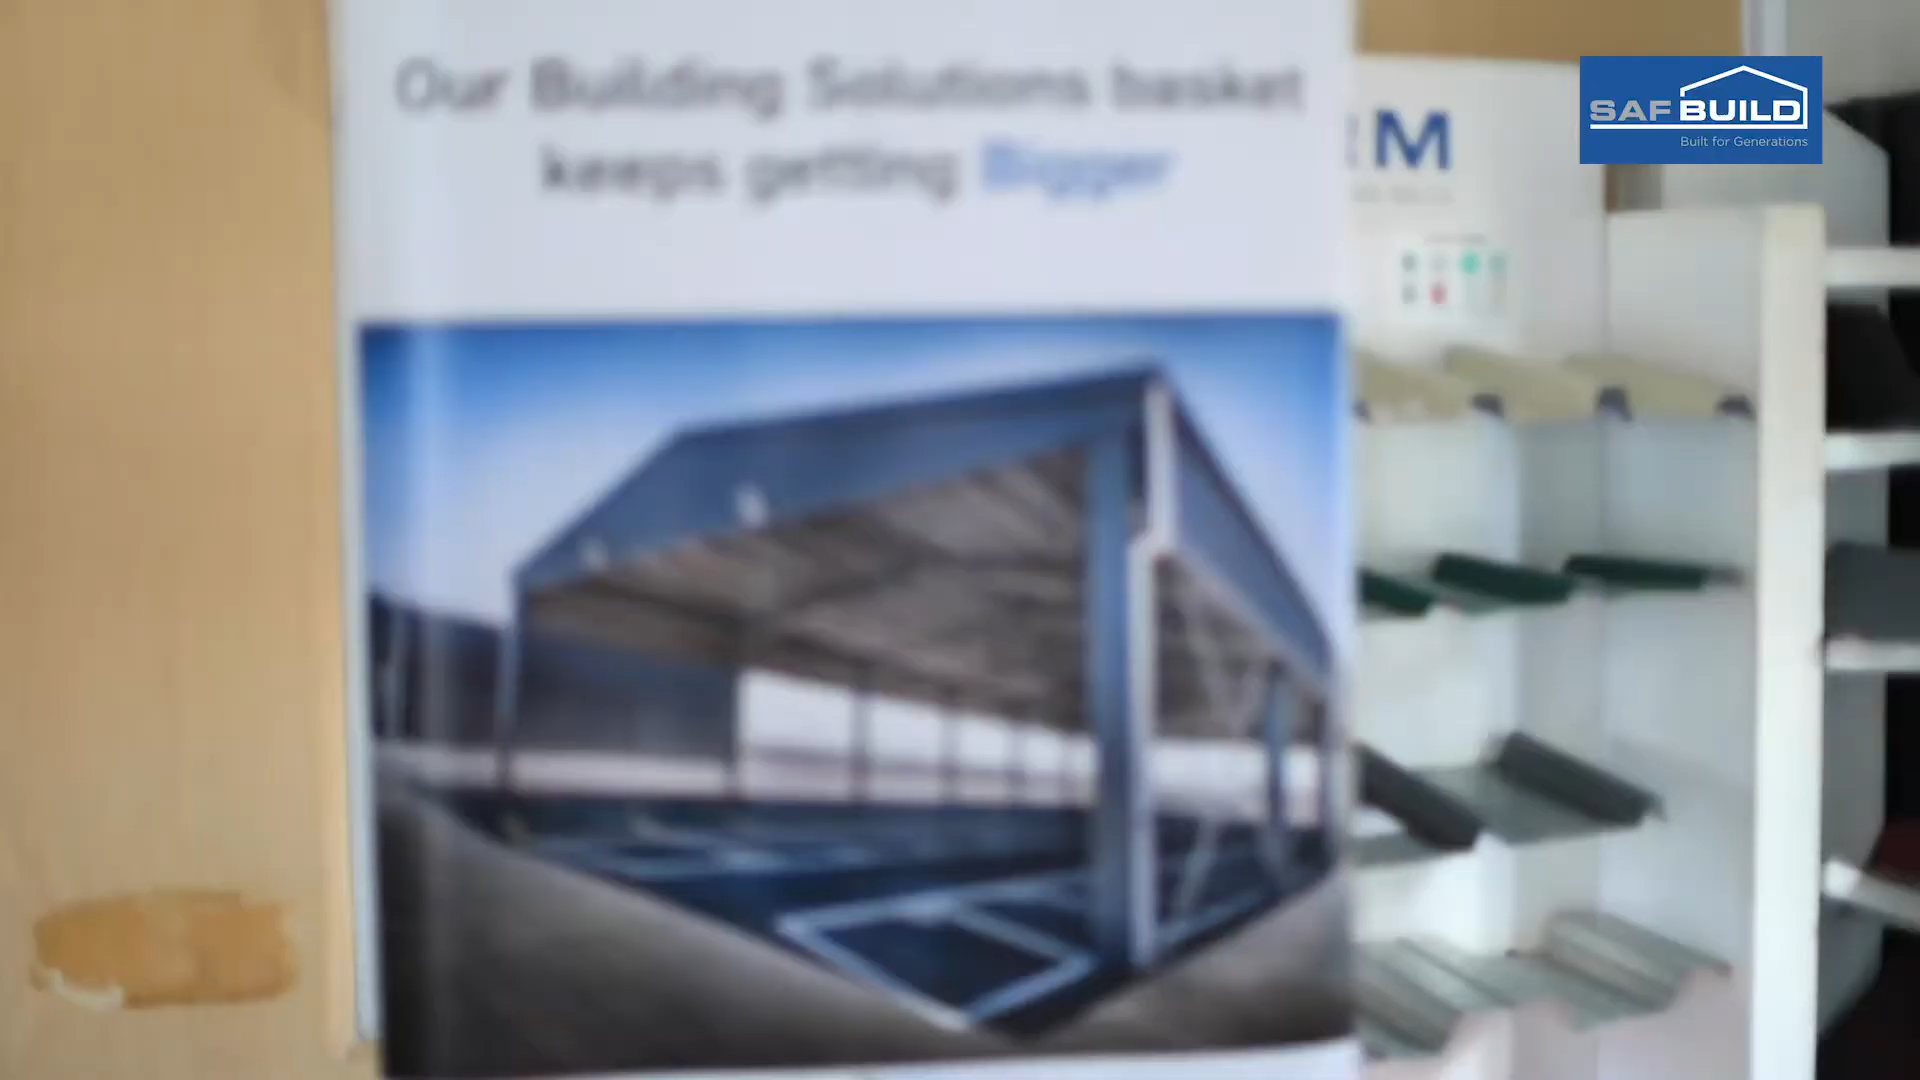 Our Building Solutions basket
keeps getting Bigger
M
SAFBUILD
Built for Generations